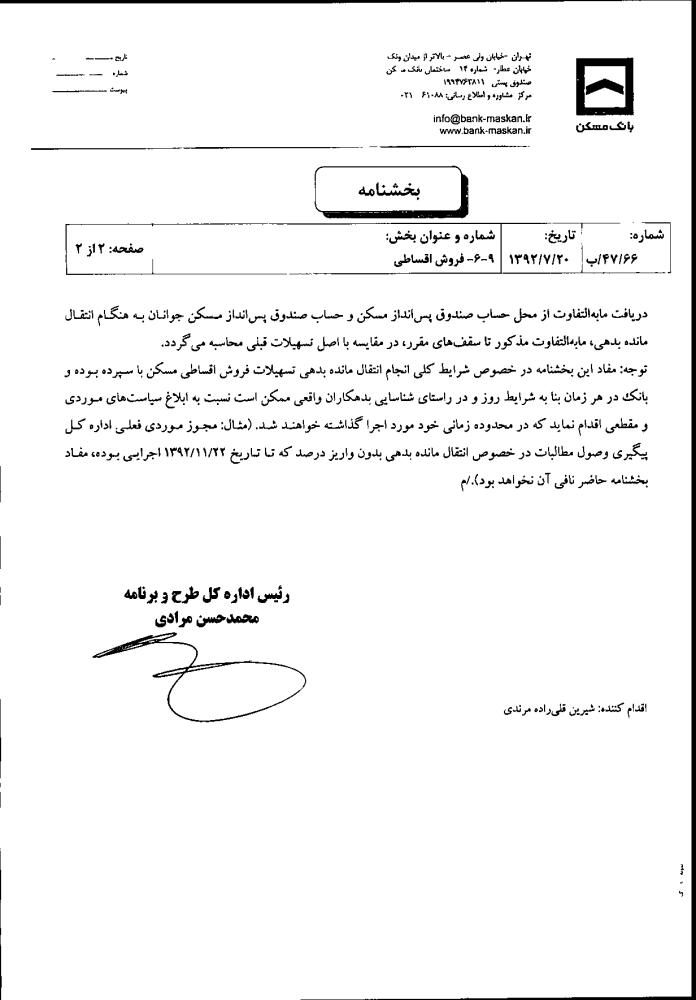 بانک مسکن
تهران -خیابان ولی عصر - بالاتر از میدان ونک
خیابان عطار- شماره ۱۴ ساختمان بانک مسکن
صندوق پستی ۱۹۹۴۷۶۳۸۱۱
مرکز مشاوره و اطلاع رسانی: ۶۱۰۸۸ ۰۲۱
info@bank-maskan.ir
www.bank-maskan.ir
تاریخ
شماره
پیوست
بخشنامه
شماره: تاریخ: شماره و عنوان بخش: صفحه: ۲ از ۲
۴۷/۶۶/ب ۱۳۹۲/۷/۲۰ ۹-۶- فروش اقساطی
دریافت مابه‌التفاوت از محل حساب صندوق پس‌انداز مسکن و حساب صندوق پس‌انداز مسکن جوانان به هنگام انتقال
مانده بدهی، مابه‌التفاوت مذکور تا سقف‌های مقرر، در مقایسه با اصل تسهیلات قبلی محاسبه می گردد.
توجه: مفاد این بخشنامه در خصوص شرایط کلی انجام انتقال مانده بدهی تسهیلات فروش اقساطی مسکن با سپرده بوده و
بانک در هر زمان بنا به شرایط روز و در راستای شناسایی بدهکاران واقعی ممکن است نسبت به ابلاغ سیاست‌های موردی
و مقطعی اقدام نماید که در محدوده زمانی خود مورد اجرا گذاشته خواهند شد. (مثال: مجوز موردی فعلی اداره کل
پیگیری وصول مطالبات در خصوص انتقال مانده بدهی بدون واریز درصد که تا تاریخ ۱۳۹۲/۱۱/۲۲ اجرایی بوده، مفاد
بخشنامه حاضر نافی آن نخواهد بود)./م
رئیس اداره کل طرح و برنامه
محمدحسن مرادی
اقدام کننده: شیرین قلی‌زاده مرندی